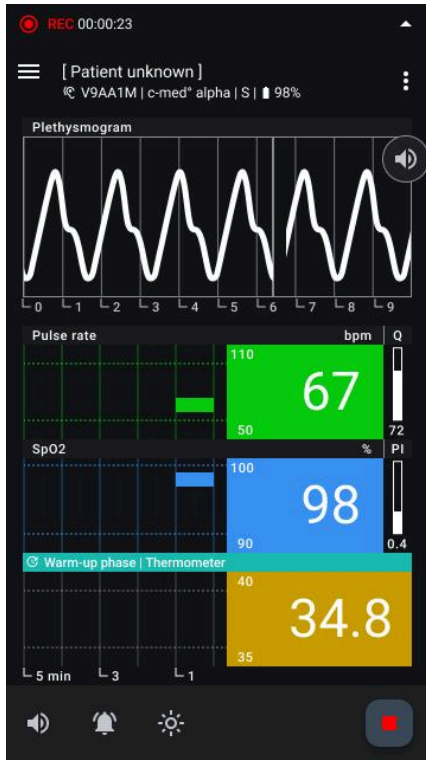 REC 00:00:23
[ Patient unknown ]
V9AA1M | c-med° alpha | S | 98%
Plethysmogram
0 1 2 3 4 5 6 7 8 9
Pulse rate bpm Q
110
67
50 72
SpO2 % PI
100
98
90 0.4
Warm-up phase | Thermometer
40
34.8
35
5 min 3 1